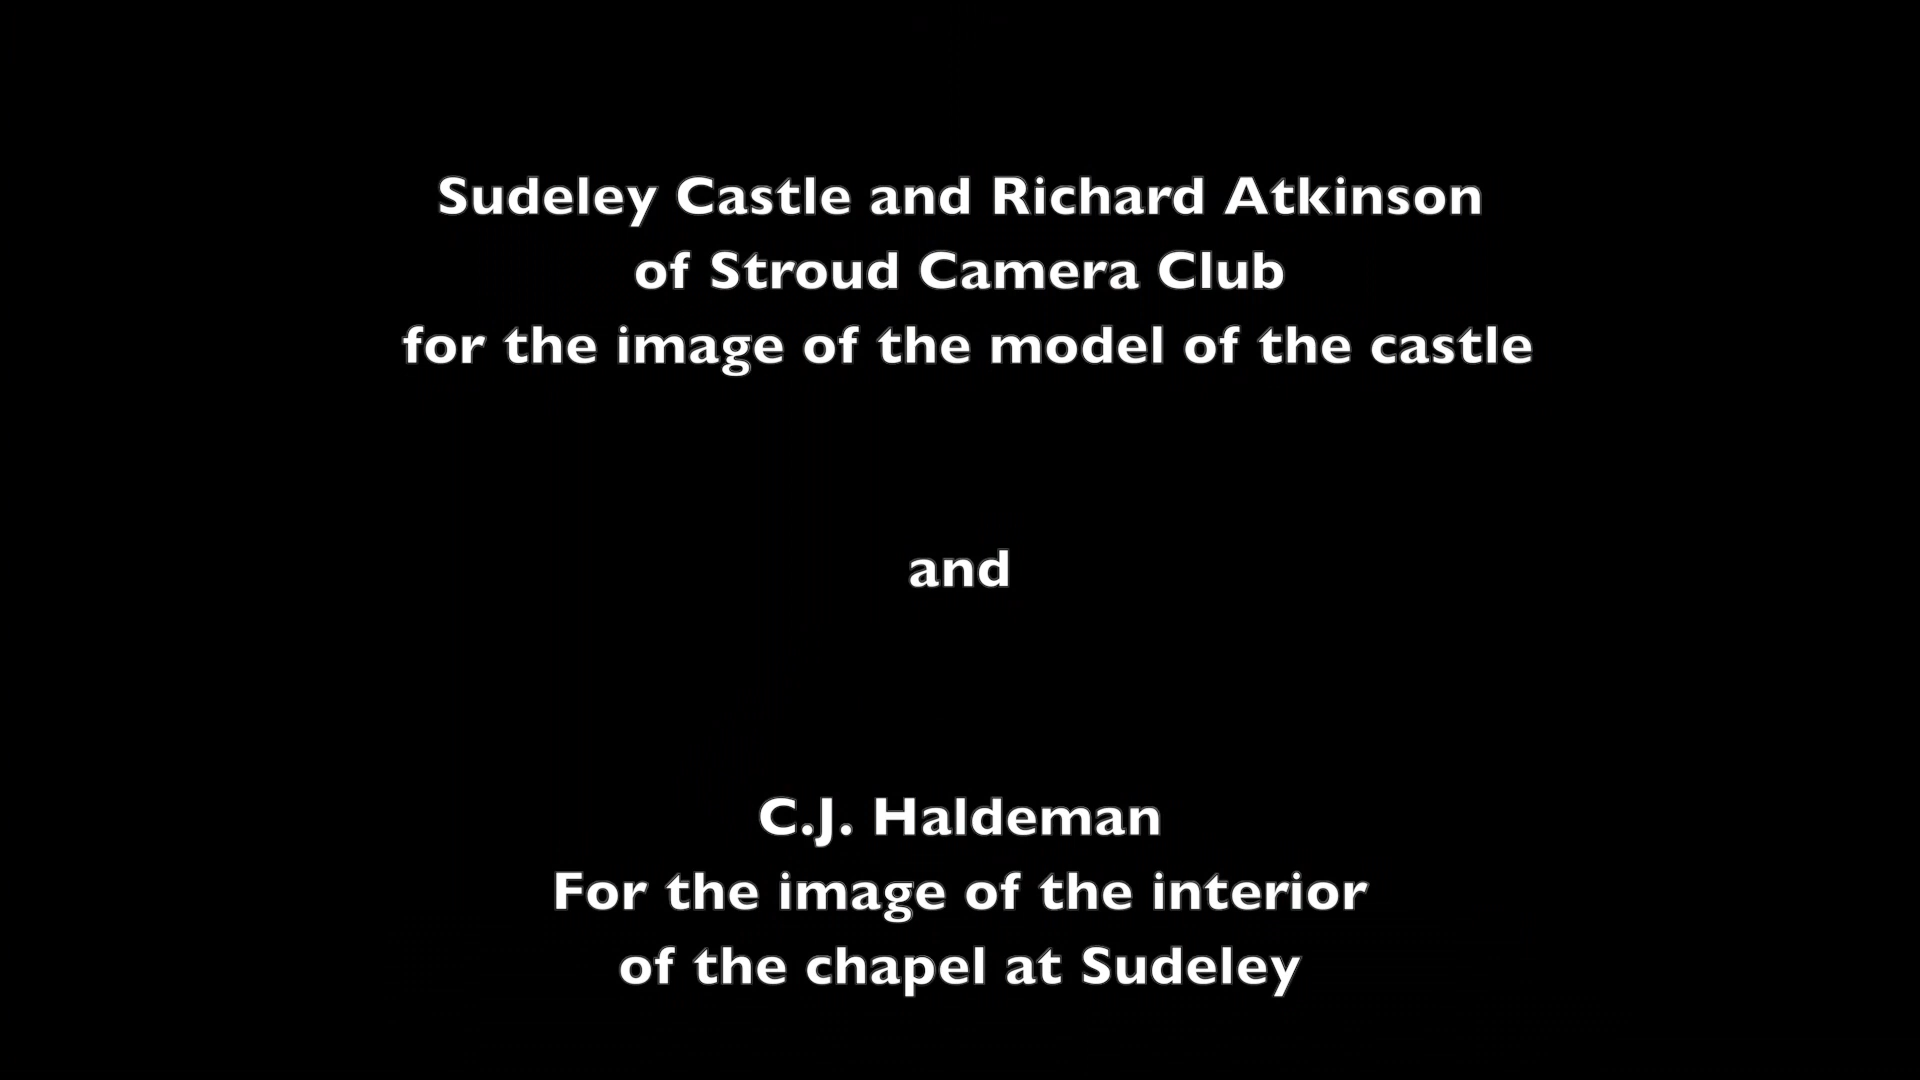 Sudeley Castle and Richard Atkinson
of Stroud Camera Club
for the image of the model of the castle
and
C.J. Haldeman
For the image of the interior
of the chapel at Sudeley